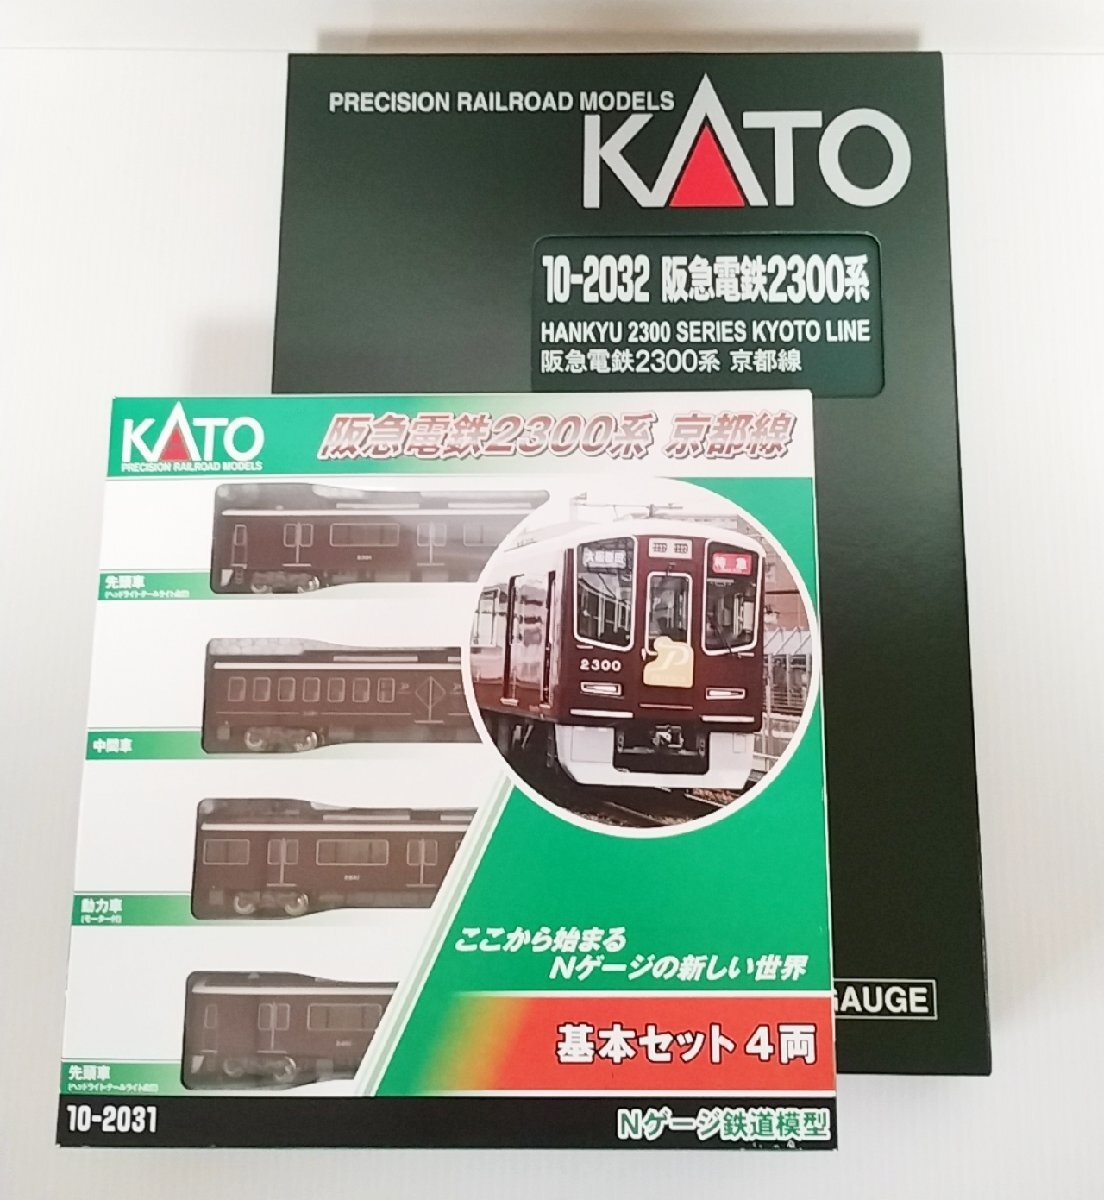 PRECISION RAILROAD MODELS
KATO
10-2032 阪急電鉄2300系
HANKYU 2300 SERIES KYOTO LINE
阪急電鉄2300系 京都線
GAUGE
KATO
PRECISION RAILROAD MODELS
阪急電鉄2300系 京都線
先頭車
中間車
動力車
(モーター付)
先頭車
特急
2300
ここから始まる
Nゲージの新しい世界
基本セット4両
10-2031
Nゲージ鉄道模型